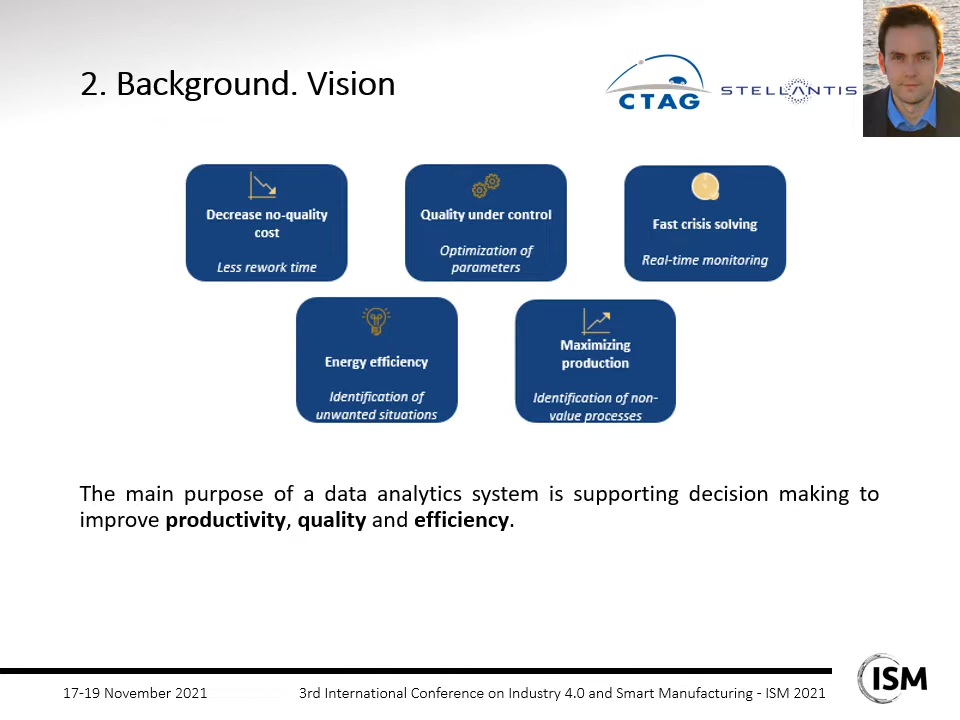 2. Background. Vision
CTAG
STELLANTIS
Decrease no-quality
cost
Less rework time
Quality under control
Optimization of
parameters
Fast crisis solving
Real-time monitoring
Energy efficiency
Identification of
unwanted situations
Maximizing
production
Identification of non-
value processes
The main purpose of a data analytics system is supporting decision making to
improve productivity, quality and efficiency.
17-19 November 2021
3rd International Conference on Industry 4.0 and Smart Manufacturing - ISM 2021
ISM